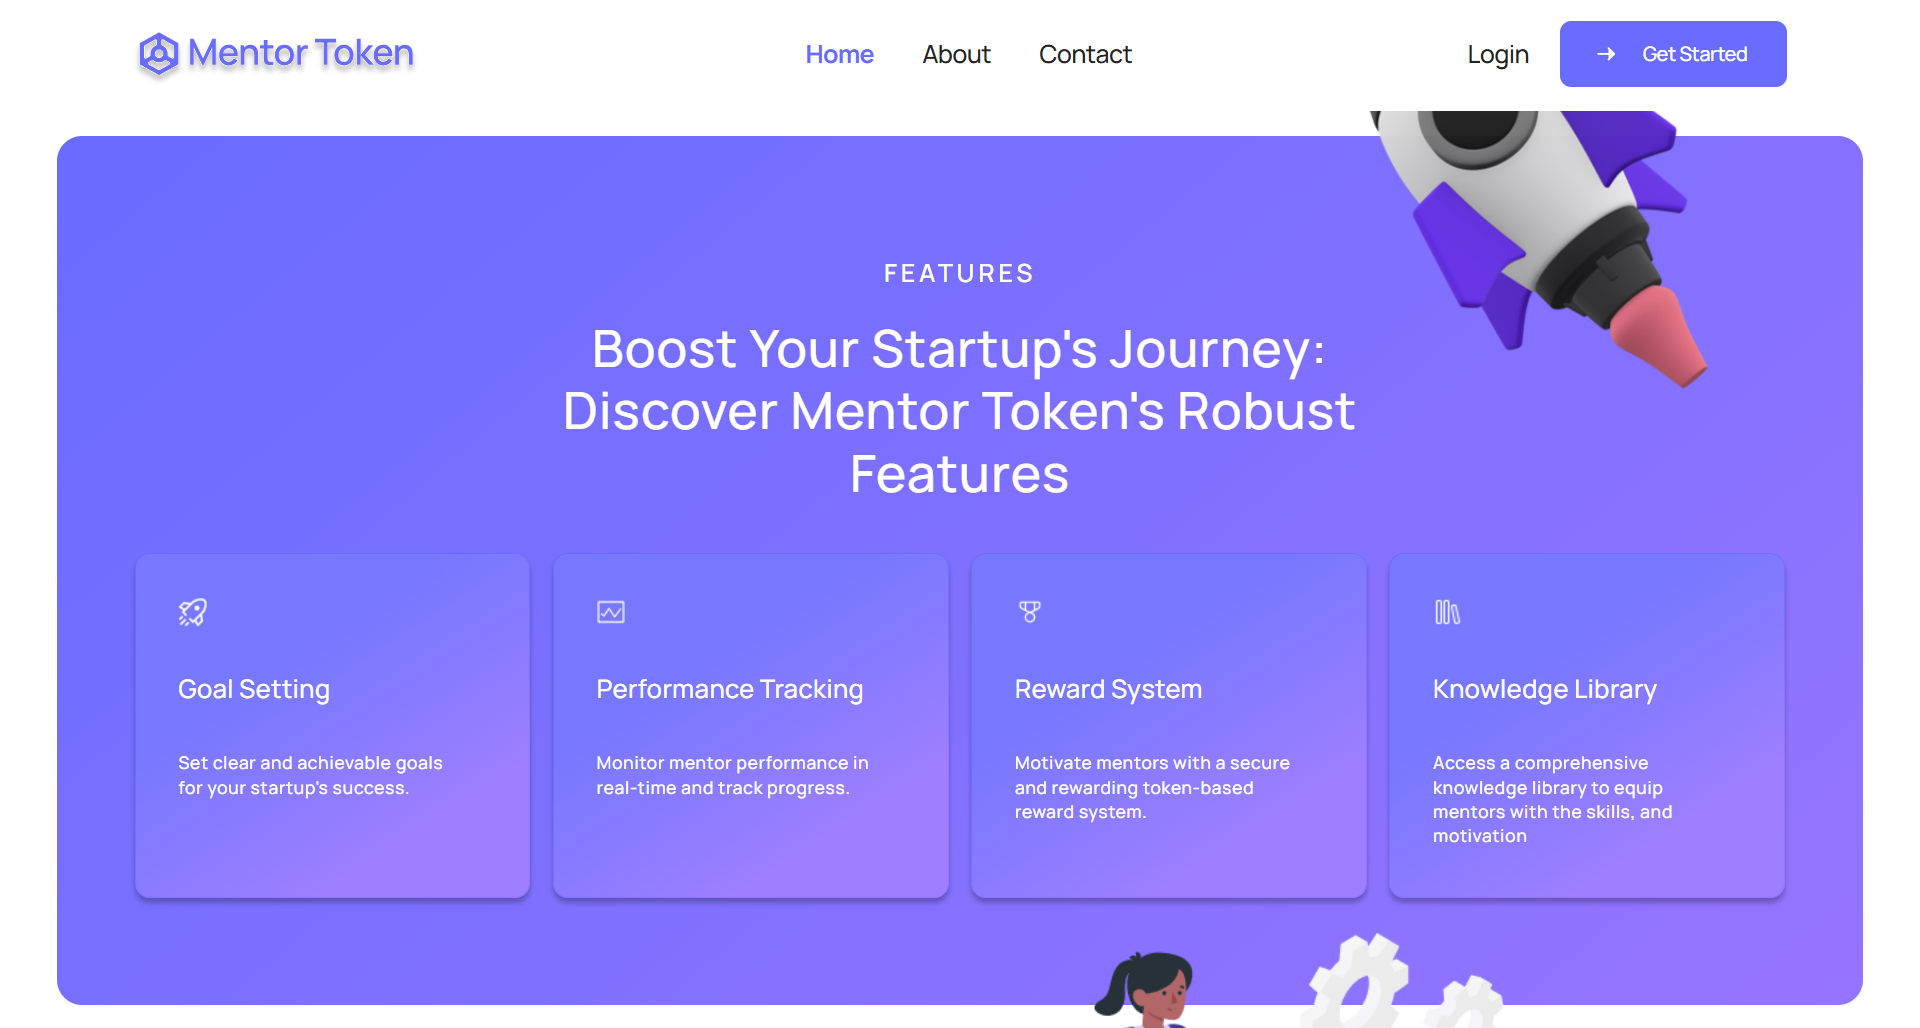 Mentor Token
Home About Contact
Login Get Started
FEATURES
Boost Your Startup's Journey:
Discover Mentor Token's Robust
Features
Goal Setting
Set clear and achievable goals
for your startup's success.
Performance Tracking
Monitor mentor performance in
real-time and track progress.
Reward System
Motivate mentors with a secure
and rewarding token-based
reward system.
Knowledge Library
Access a comprehensive
knowledge library to equip
mentors with the skills, and
motivation